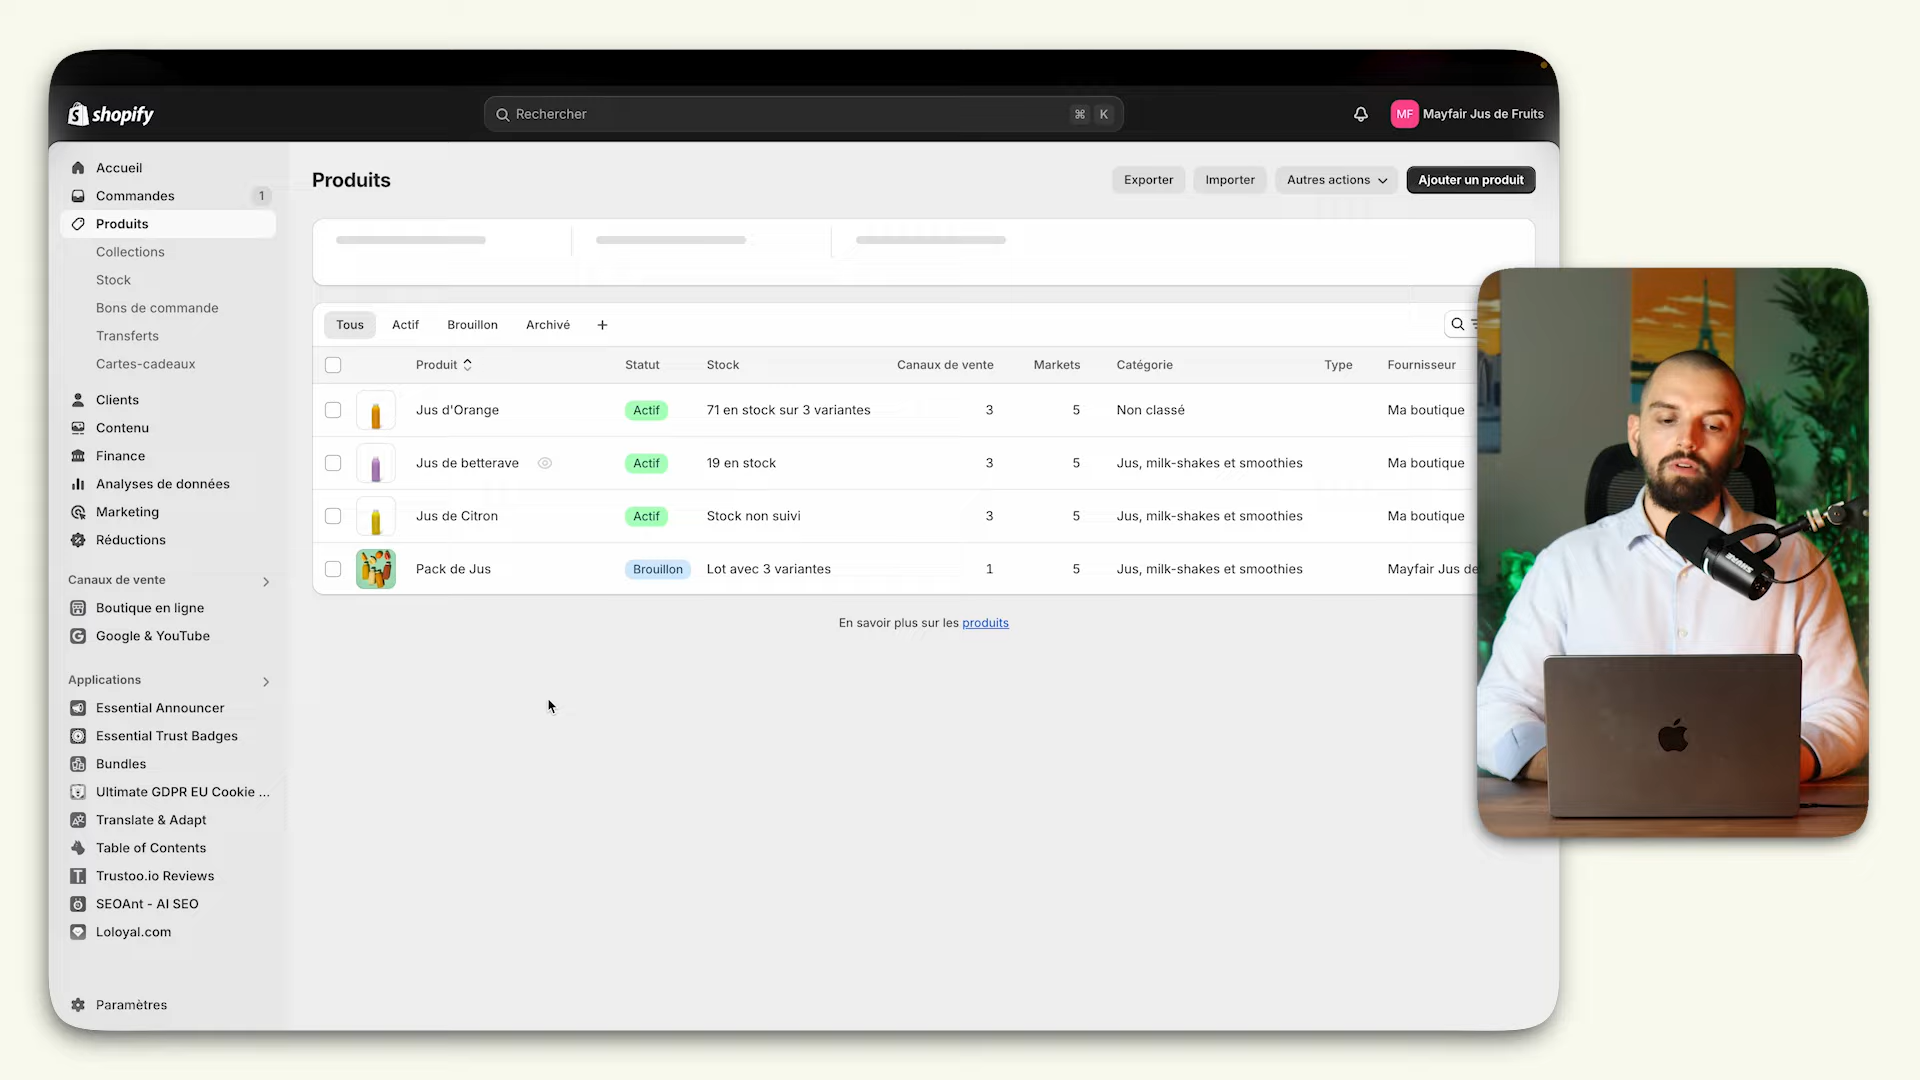 shopify
Rechercher
⌘ K
MF Mayfair Jus de Fruits
Accueil
Commandes 1
Produits
Collections
Stock
Bons de commande
Transferts
Cartes-cadeaux
Clients
Contenu
Finance
Analyses de données
Marketing
Réductions
Canaux de vente
Boutique en ligne
Google & YouTube
Applications
Essential Announcer
Essential Trust Badges
Bundles
Ultimate GDPR EU Cookie ...
Translate & Adapt
Table of Contents
Trustoo.io Reviews
SEOAnt - AI SEO
Loloyal.com
Paramètres
Produits
Exporter Importer Autres actions Ajouter un produit
Tous Actif Brouillon Archivé +
Produit Statut Stock Canaux de vente Markets Catégorie Type Fournisseur
Jus d'Orange Actif 71 en stock sur 3 variantes 3 5 Non classé Ma boutique
Jus de betterave Actif 19 en stock 3 5 Jus, milk-shakes et smoothies Ma boutique
Jus de Citron Actif Stock non suivi 3 5 Jus, milk-shakes et smoothies Ma boutique
Pack de Jus Brouillon Lot avec 3 variantes 1 5 Jus, milk-shakes et smoothies Mayfair Jus de
En savoir plus sur les produits
SHURE